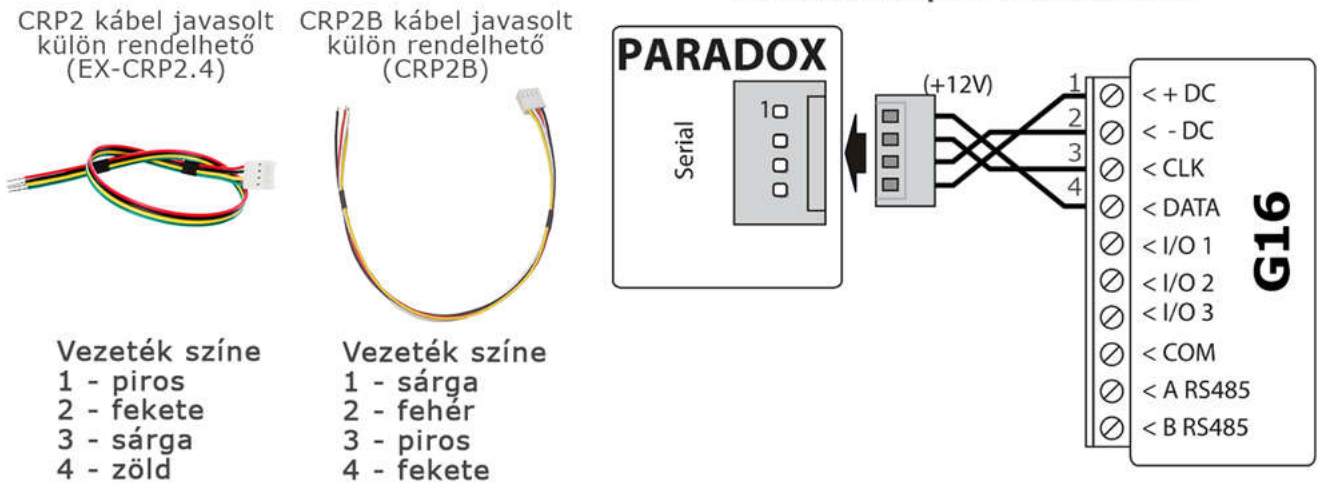 CRP2 kábel javasolt
külön rendelhető
(EX-CRP2.4)
CRP2B kábel javasolt
külön rendelhető
(CRP2B)
Vezeték színe
1 - piros
2 - fekete
3 - sárga
4 - zöld
Vezeték színe
1 - sárga
2 - fehér
3 - piros
4 - fekete
PARADOX
Serial
1
(+12V)
1
2
3
4
< + DC
< - DC
< CLK
< DATA
< I/O 1
< I/O 2
< I/O 3
< COM
< A RS485
< B RS485
G16